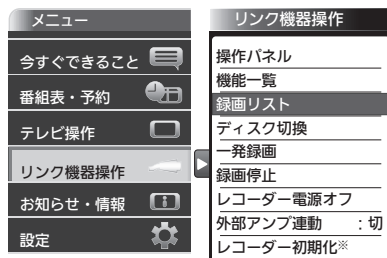 メニュー
今すぐできること
番組表・予約
テレビ操作
リンク機器操作
お知らせ・情報
設定
リンク機器操作
操作パネル
機能一覧
録画リスト
ディスク切換
一発録画
録画停止
レコーダー電源オフ
外部アンプ連動 :切
レコーダー初期化※